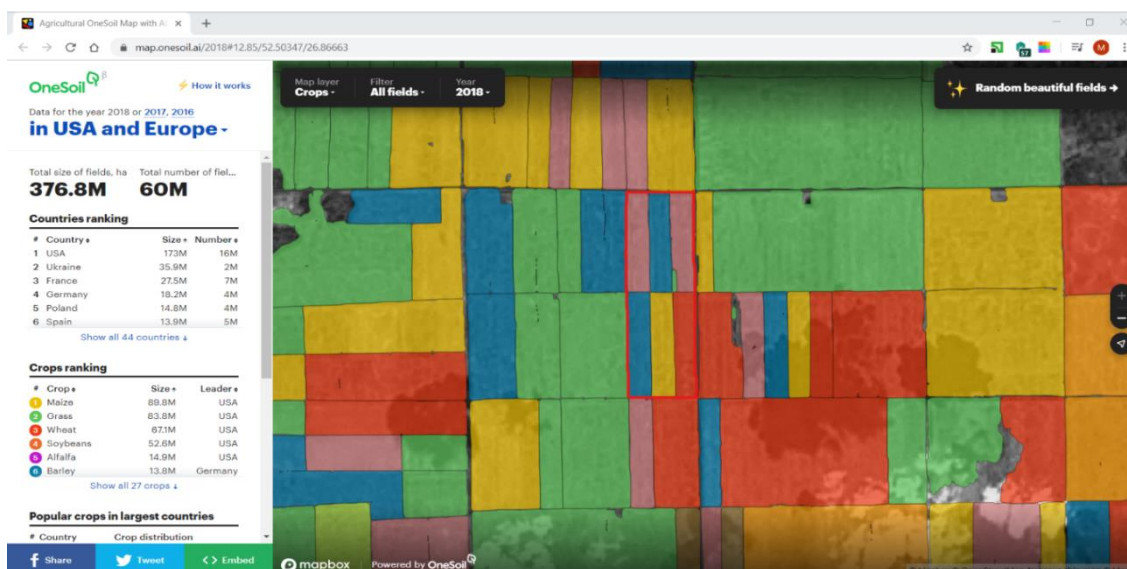 Agricultural OneSoil Map with AI
map.onesoil.ai/2018#12.85/52.50347/26.86663
57
M
OneSoil β
How it works
Data for the year 2018 or 2017, 2016
in USA and Europe
Map layer
Crops
Filter
All fields
Year
2018
Random beautiful fields →
Total size of fields, ha Total number of fiel...
376.8M 60M
Countries ranking
# Country Size Number
1 USA 173M 16M
2 Ukraine 35.9M 2M
3 France 27.5M 7M
4 Germany 18.2M 4M
5 Poland 14.8M 4M
6 Spain 13.9M 5M
Show all 44 countries ↓
Crops ranking
# Crop Size Leader
1 Maize 89.8M USA
2 Grass 83.8M USA
3 Wheat 67.1M USA
4 Soybeans 52.6M USA
5 Alfalfa 14.9M USA
6 Barley 13.8M Germany
Show all 27 crops ↓
Popular crops in largest countries
# Country Crop distribution
Share Tweet <> Embed
mapbox Powered by OneSoil